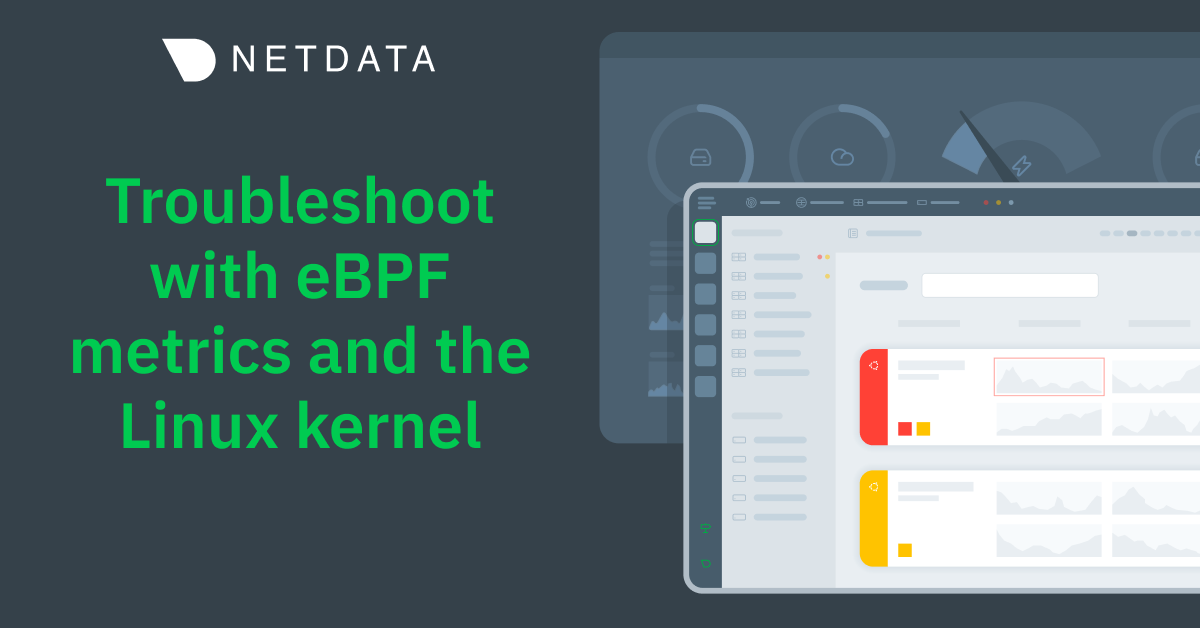 NETDATA
Troubleshoot
with eBPF
metrics and the
Linux kernel